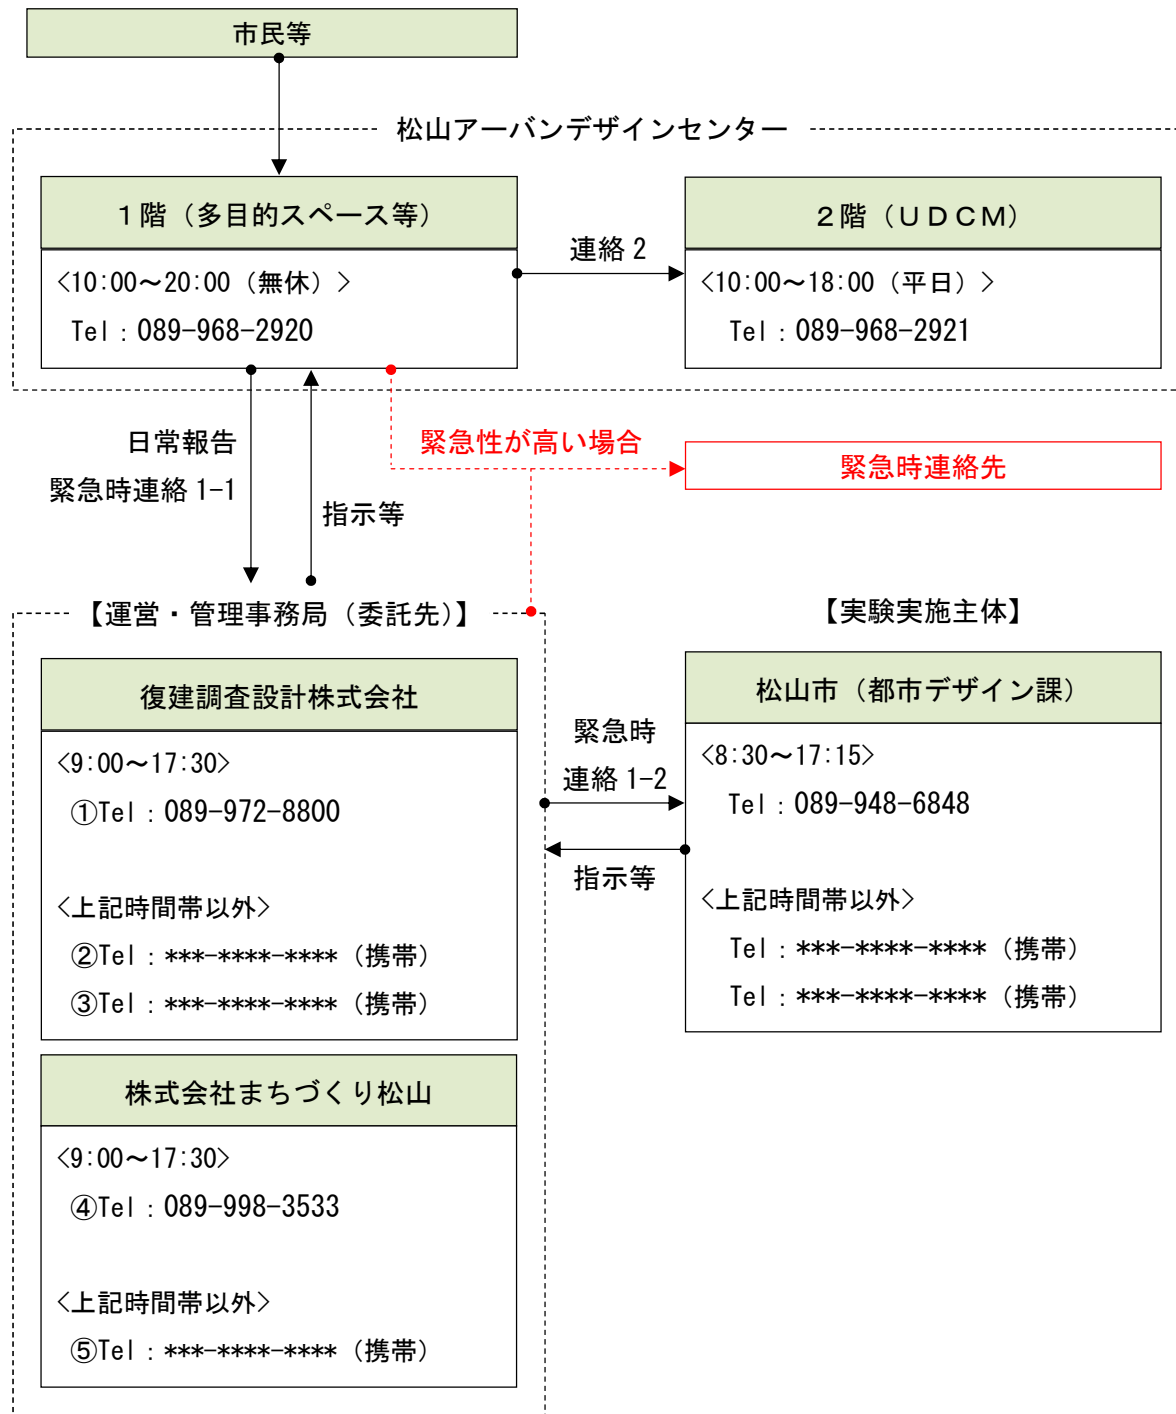 市民等
松山アーバンデザインセンター
１階（多目的スペース等）
<10:00～20:00（無休）>
Tel：089-968-2920
連絡 2
２階（ＵＤＣＭ）
<10:00～18:00（平日）>
Tel：089-968-2921
日常報告
緊急時連絡 1-1
指示等
緊急性が高い場合
緊急時連絡先
【運営・管理事務局（委託先）】
復建調査設計株式会社
<9:00～17:30>
①Tel：089-972-8800
<上記時間帯以外>
②Tel：***-****-****（携帯）
③Tel：***-****-****（携帯）
株式会社まちづくり松山
<9:00～17:30>
④Tel：089-998-3533
<上記時間帯以外>
⑤Tel：***-****-****（携帯）
緊急時
連絡 1-2
指示等
【実験実施主体】
松山市（都市デザイン課）
<8:30～17:15>
Tel：089-948-6848
<上記時間帯以外>
Tel：***-****-****（携帯）
Tel：***-****-****（携帯）